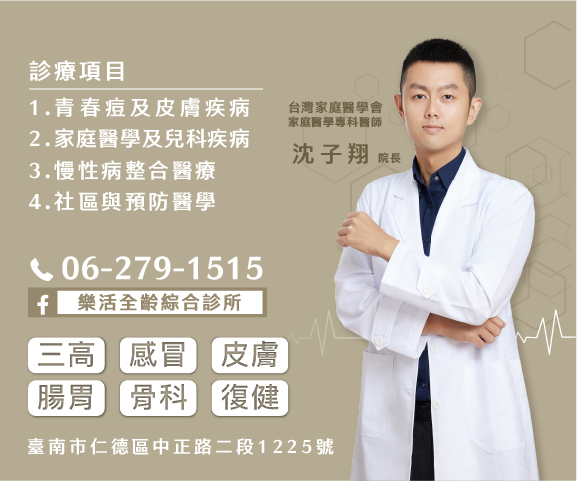 診療項目
1.青春痘及皮膚疾病
2.家庭醫學及兒科疾病
3.慢性病整合醫療
4.社區與預防醫學
台灣家庭醫學會
家庭醫學專科醫師
沈子翔 院長
06-279-1515
f 樂活全齡綜合診所
三高 感冒 皮膚
腸胃 骨科 復健
臺南市仁德區中正路二段1225號